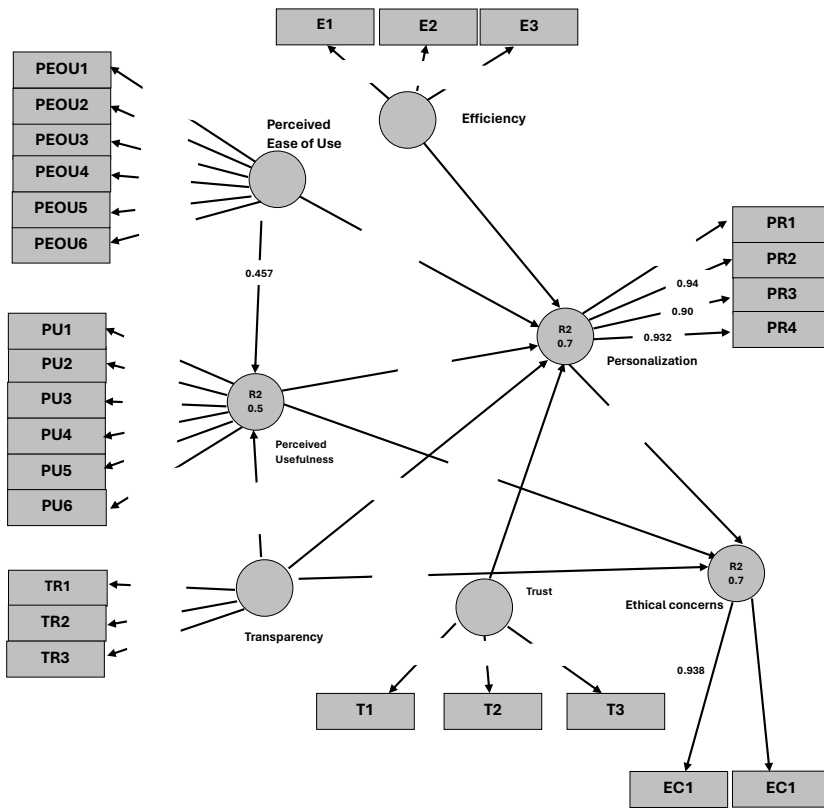 E1
E2
E3
PEOU1
PEOU2
PEOU3
PEOU4
PEOU5
PEOU6
Perceived
Ease of Use
Efficiency
PR1
PR2
PR3
PR4
0.94
0.90
0.932
0.457
R2
0.7
Personalization
PU1
PU2
PU3
PU4
PU5
PU6
R2
0.5
Perceived
Usefulness
TR1
TR2
TR3
Transparency
Trust
R2
0.7
Ethical concerns
T1
T2
T3
0.938
EC1
EC1